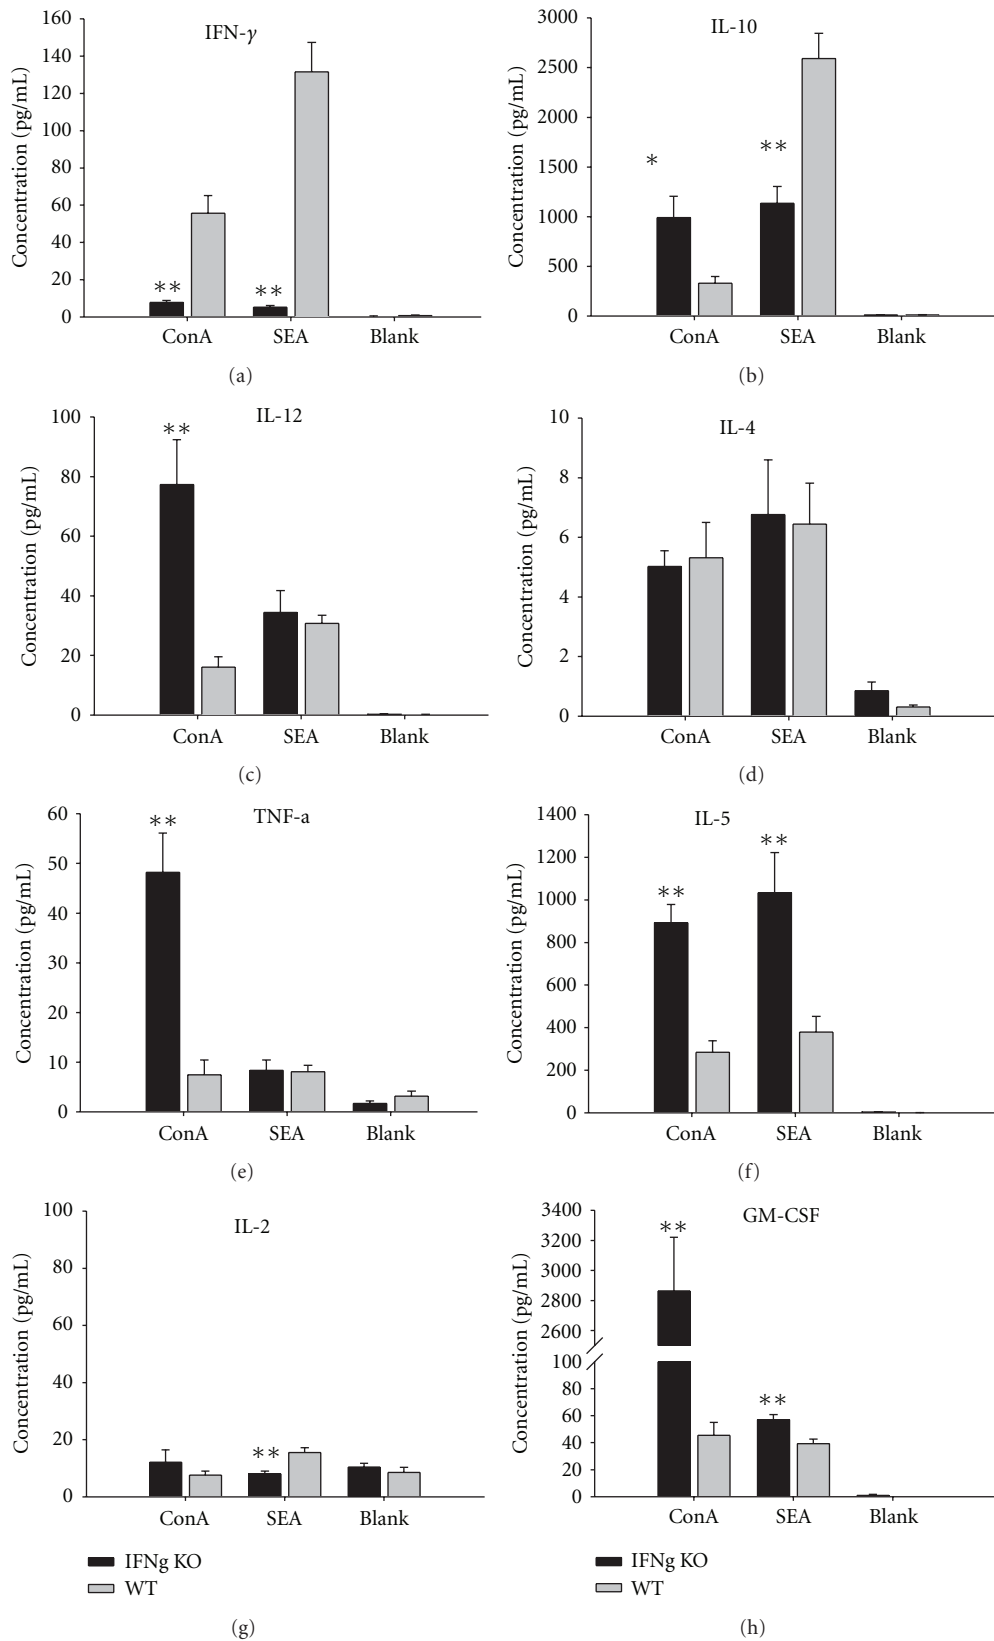 IFN-γ
Concentration (pg/mL)
160
140
120
100
80
60
40
20
0
**
**
ConA SEA Blank
(a)
IL-10
Concentration (pg/mL)
3000
2500
2000
1500
1000
500
0
*
**
ConA SEA Blank
(b)
IL-12
Concentration (pg/mL)
100
80
60
40
20
0
**
ConA SEA Blank
(c)
IL-4
Concentration (pg/mL)
10
8
6
4
2
0
ConA SEA Blank
(d)
TNF-a
Concentration (pg/mL)
60
50
40
30
20
10
0
**
ConA SEA Blank
(e)
IL-5
Concentration (pg/mL)
1400
1200
1000
800
600
400
200
0
**
**
ConA SEA Blank
(f)
IL-2
Concentration (pg/mL)
100
80
60
40
20
0
**
ConA SEA Blank
IFNg KO
WT
(g)
GM-CSF
Concentration (pg/mL)
3400
3200
3000
2800
2600
100
80
60
40
20
0
**
**
ConA SEA Blank
IFNg KO
WT
(h)